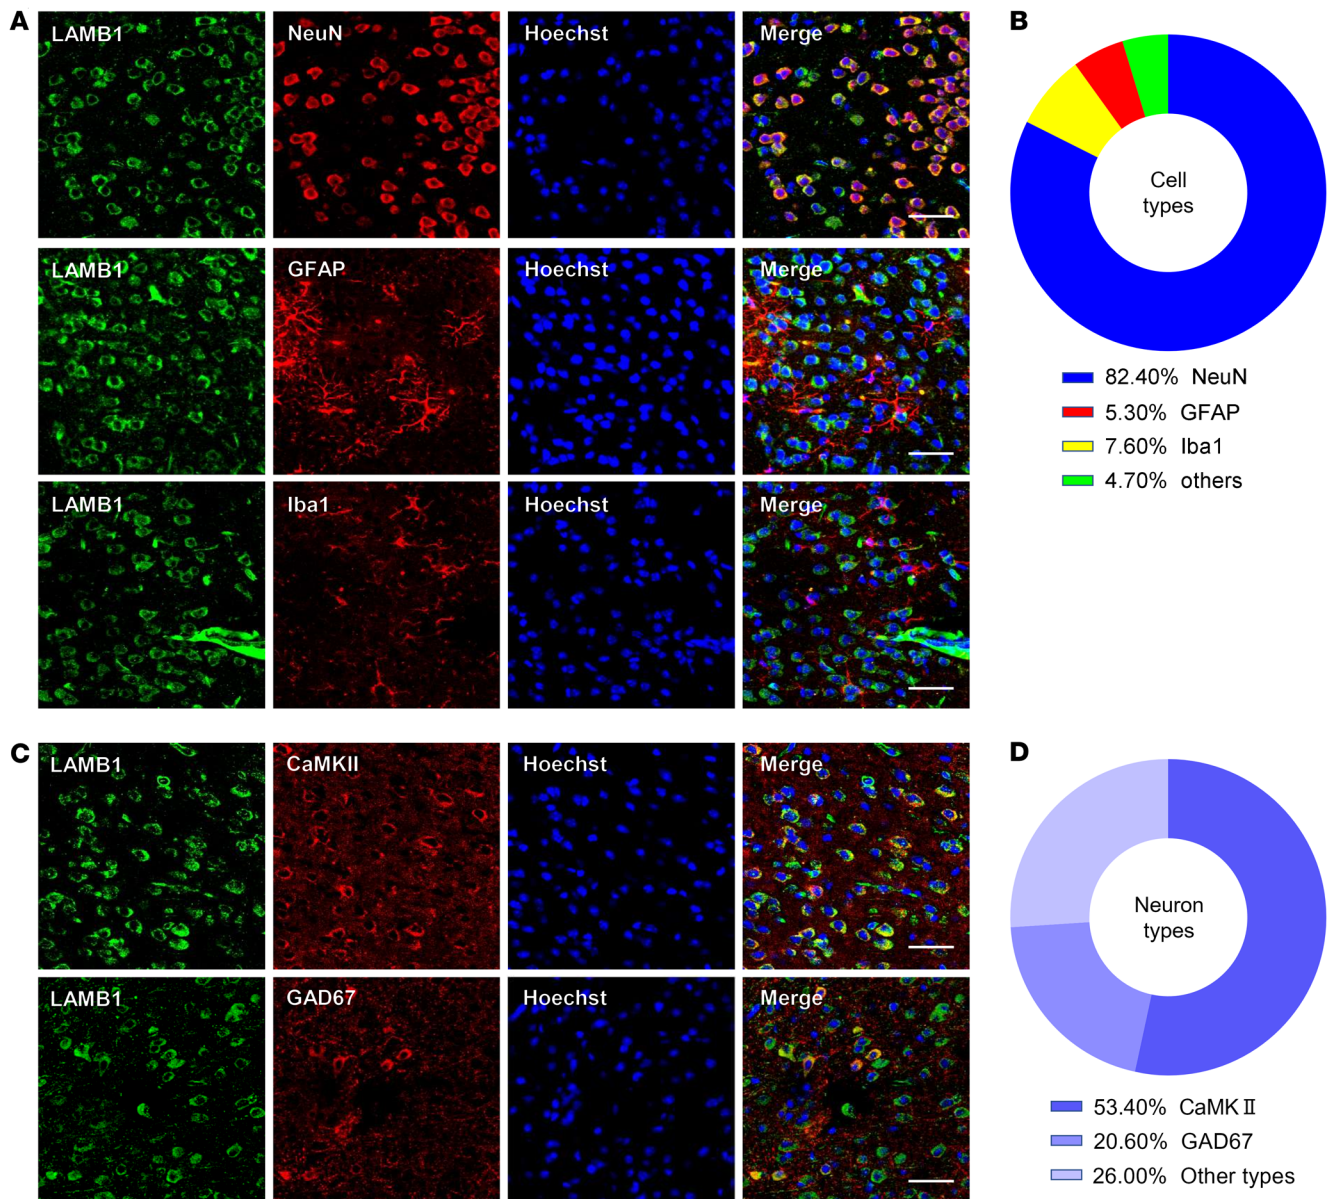 A
LAMB1
NeuN
Hoechst
Merge
LAMB1
GFAP
Hoechst
Merge
LAMB1
Iba1
Hoechst
Merge
B
Cell
types
82.40% NeuN
5.30% GFAP
7.60% Iba1
4.70% others
C
LAMB1
CaMKII
Hoechst
Merge
LAMB1
GAD67
Hoechst
Merge
D
Neuron
types
53.40% CaMKⅡ
20.60% GAD67
26.00% Other types